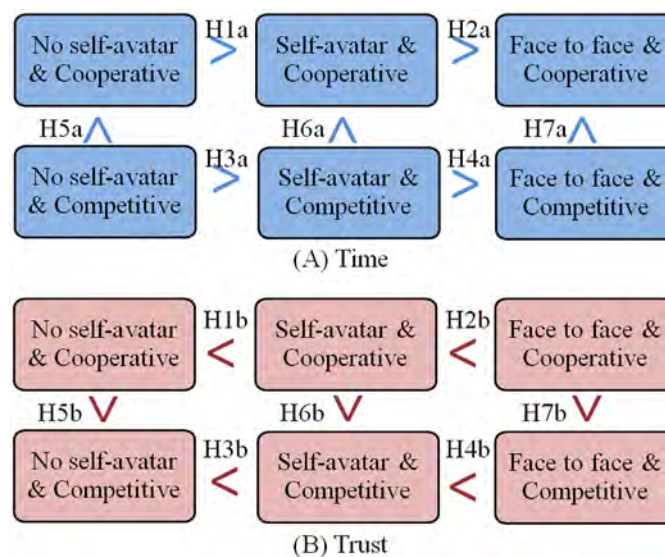 H1a
H2a
No self-avatar
& Cooperative
>
Self-avatar &
Cooperative
>
Face to face &
Cooperative
H5a
H6a
H7a
H3a
H4a
No self-avatar
& Competitive
>
Self-avatar &
Competitive
>
Face to face &
Competitive
(A) Time
H1b
H2b
No self-avatar
& Cooperative
<
Self-avatar &
Cooperative
<
Face to face &
Cooperative
H5b
H6b
H7b
H3b
H4b
No self-avatar
& Competitive
<
Self-avatar &
Competitive
<
Face to face &
Competitive
(B) Trust